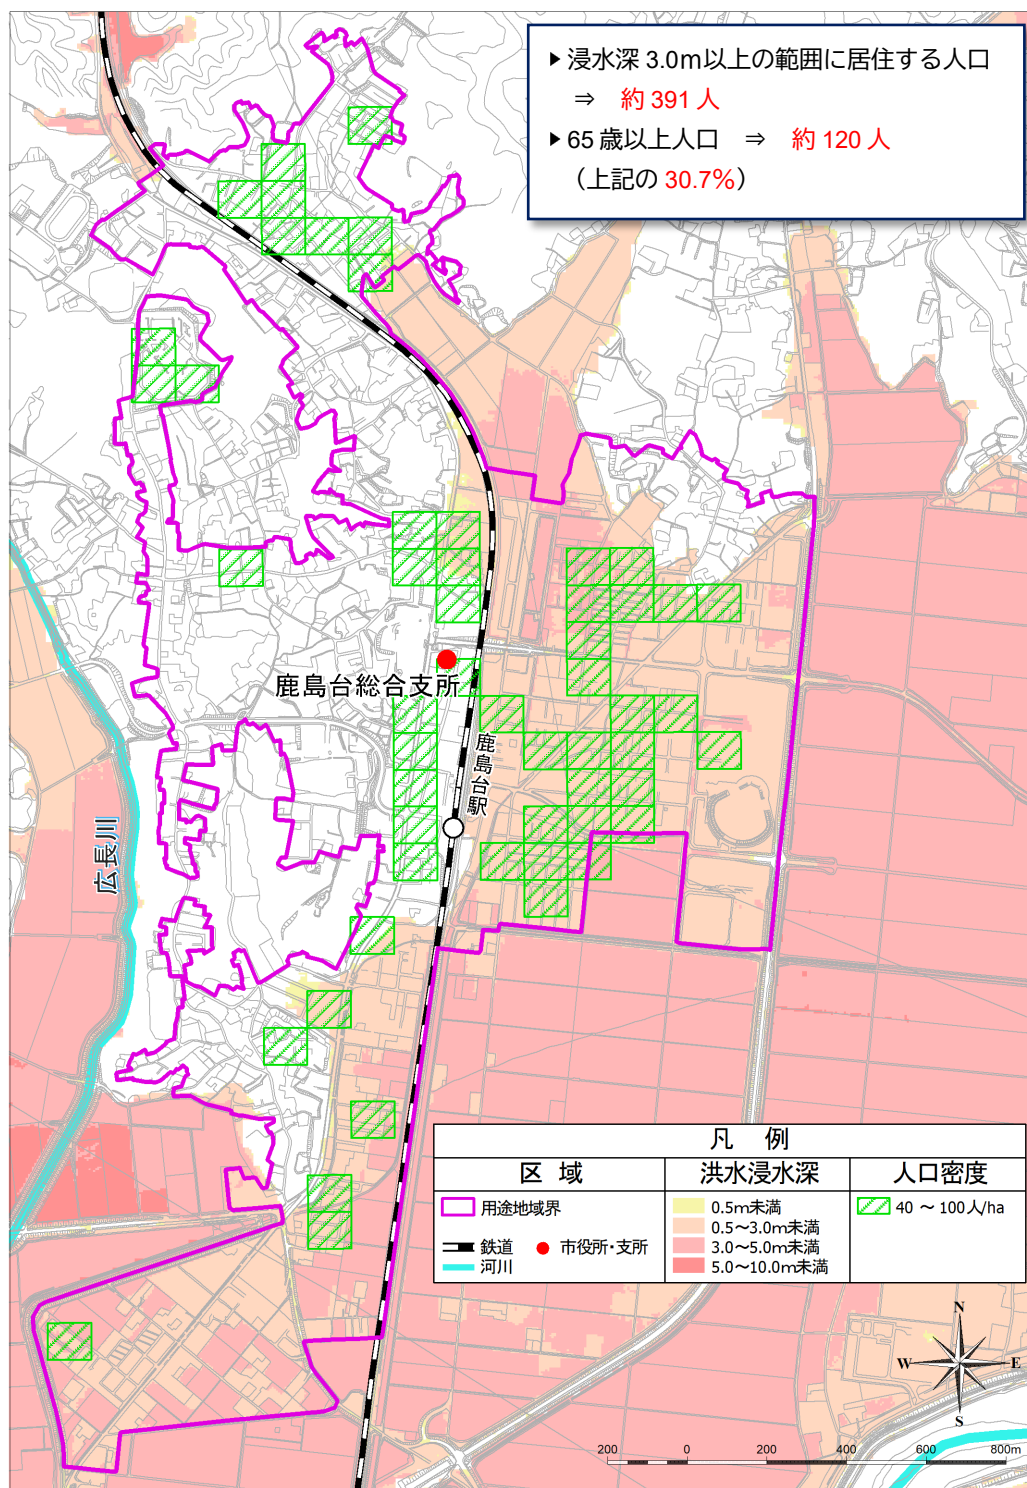 ▶浸水深 3.0m以上の範囲に居住する人口
⇒ 約 391 人
▶65 歳以上人口 ⇒ 約 120 人
（上記の 30.7％）
鹿島台総合支所
鹿島台駅
広長川
凡 例
区 域
洪水浸水深
人口密度
用途地域界
鉄道
市役所・支所
河川
0.5m未満
0.5～3.0m未満
3.0～5.0m未満
5.0～10.0m未満
40 ～ 100人/ha
N
W
E
S
200 0 200 400 600 800m